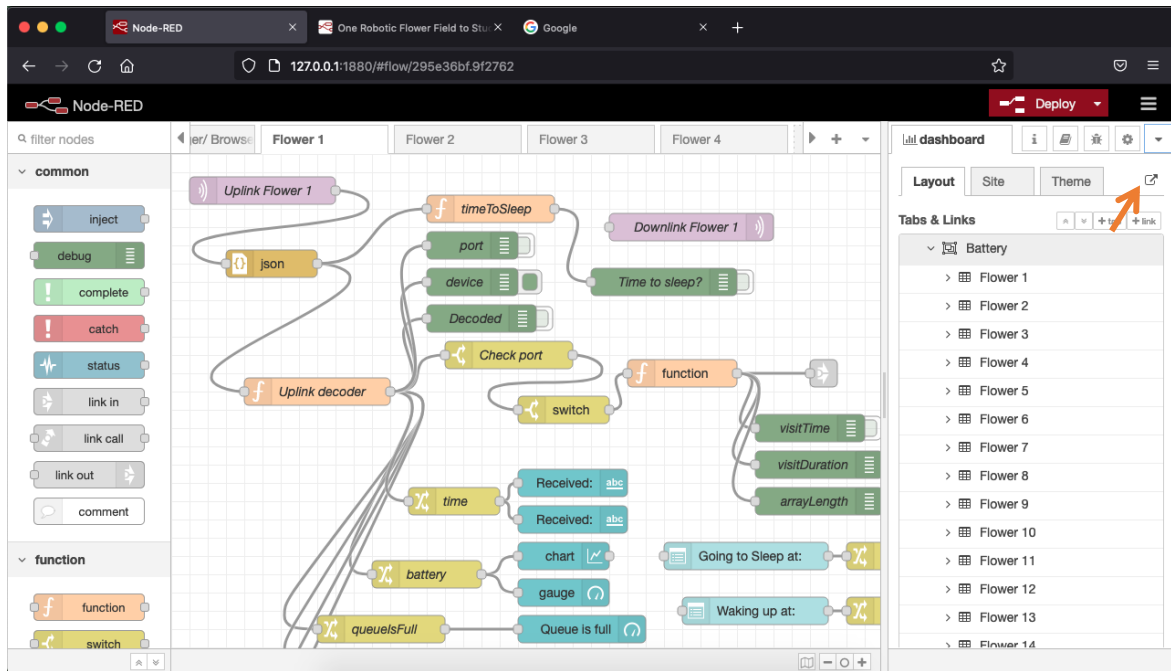 Node-RED
One Robotic Flower Field to Stu
Google
127.0.0.1:1880/#flow/295e36bf.9f2762
Node-RED
Deploy
filter nodes
er/ Browse
Flower 1
Flower 2
Flower 3
Flower 4
dashboard
i
common
inject
debug
complete
catch
status
link in
link call
link out
comment
function
function
switch
Uplink Flower 1
timeToSleep
Downlink Flower 1
json
port
device
Time to sleep?
Decoded
Check port
function
Uplink decoder
switch
visitTime
visitDuration
arrayLength
time
Received: abc
Received: abc
chart
Going to Sleep at:
battery
gauge
Waking up at:
queueIsFull
Queue is full
Layout
Site
Theme
Tabs & Links
+ta
+link
Battery
Flower 1
Flower 2
Flower 3
Flower 4
Flower 5
Flower 6
Flower 7
Flower 8
Flower 9
Flower 10
Flower 11
Flower 12
Flower 13
Flower 14